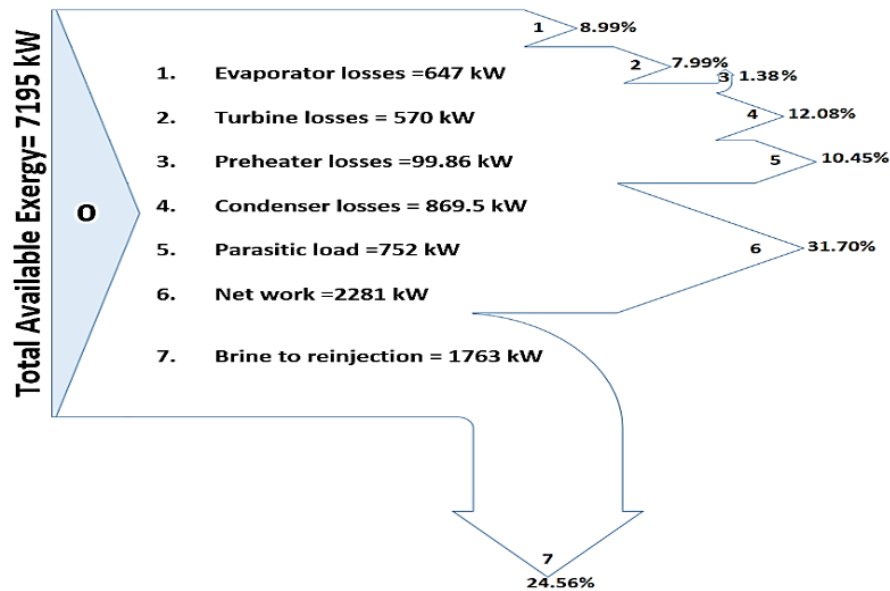 Total Available Exergy= 7195 kW
O
1. Evaporator losses =647 kW
2. Turbine losses = 570 kW
3. Preheater losses =99.86 kW
4. Condenser losses = 869.5 kW
5. Parasitic load =752 kW
6. Net work =2281 kW
7. Brine to reinjection = 1763 kW
1 8.99%
2 7.99%
3 1.38%
4 12.08%
5 10.45%
6 31.70%
7
24.56%